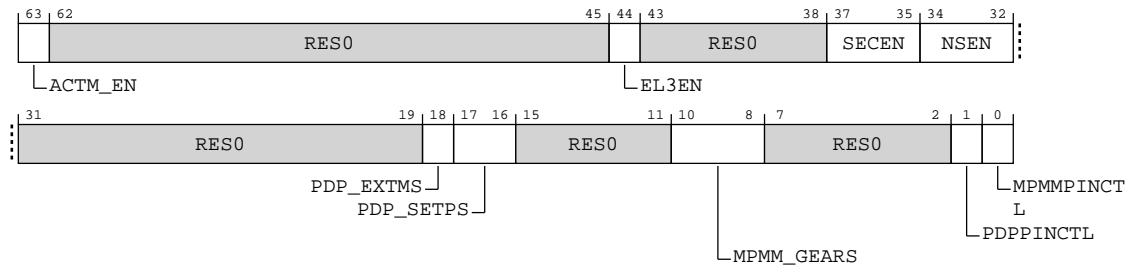 63 62 45 44 43 38 37 35 34 32
RES0 RES0 SECEN NSEN
ACTM_EN EL3EN
31 19 18 17 16 15 11 10 8 7 2 1 0
RES0 RES0 RES0
PDP_EXTMS MPMMPINCT
PDP_SETPS L
PDPPINCTL
MPMM_GEARS